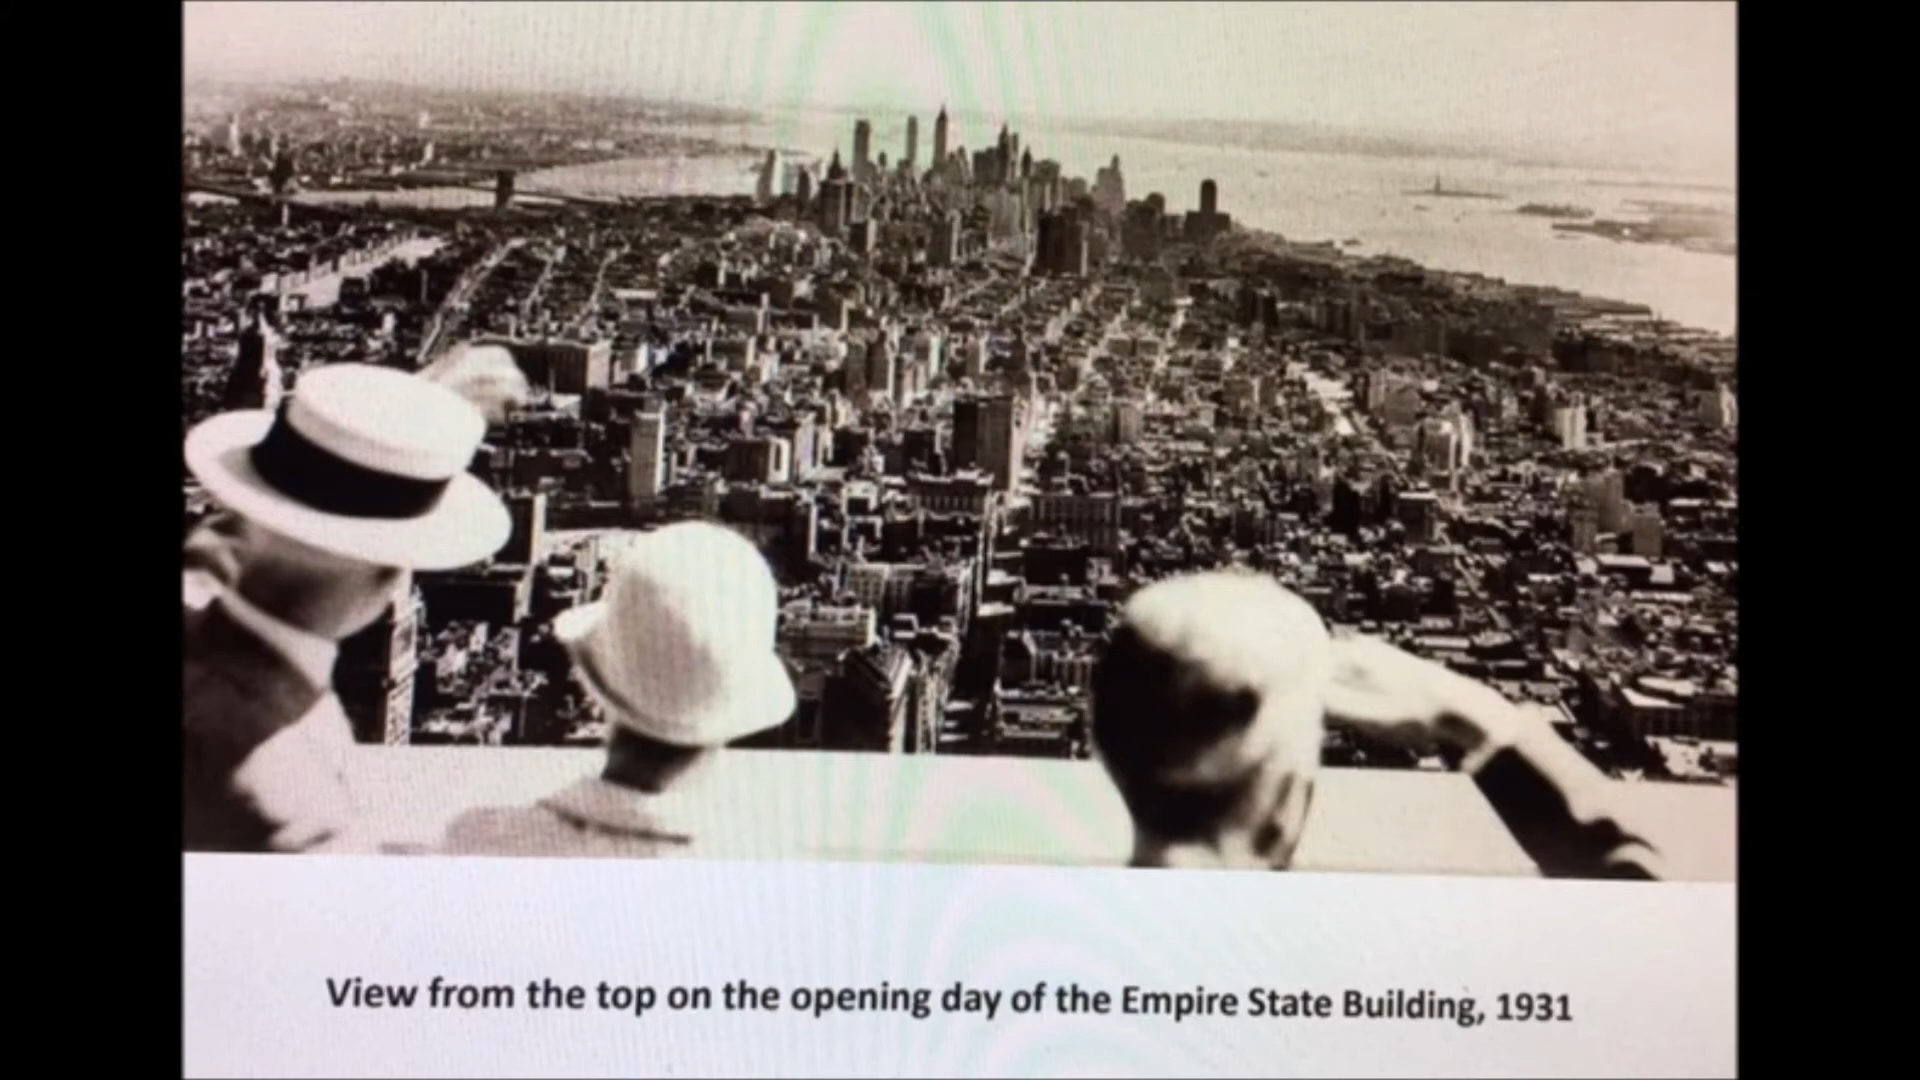 View from the top on the opening day of the Empire State Building, 1931